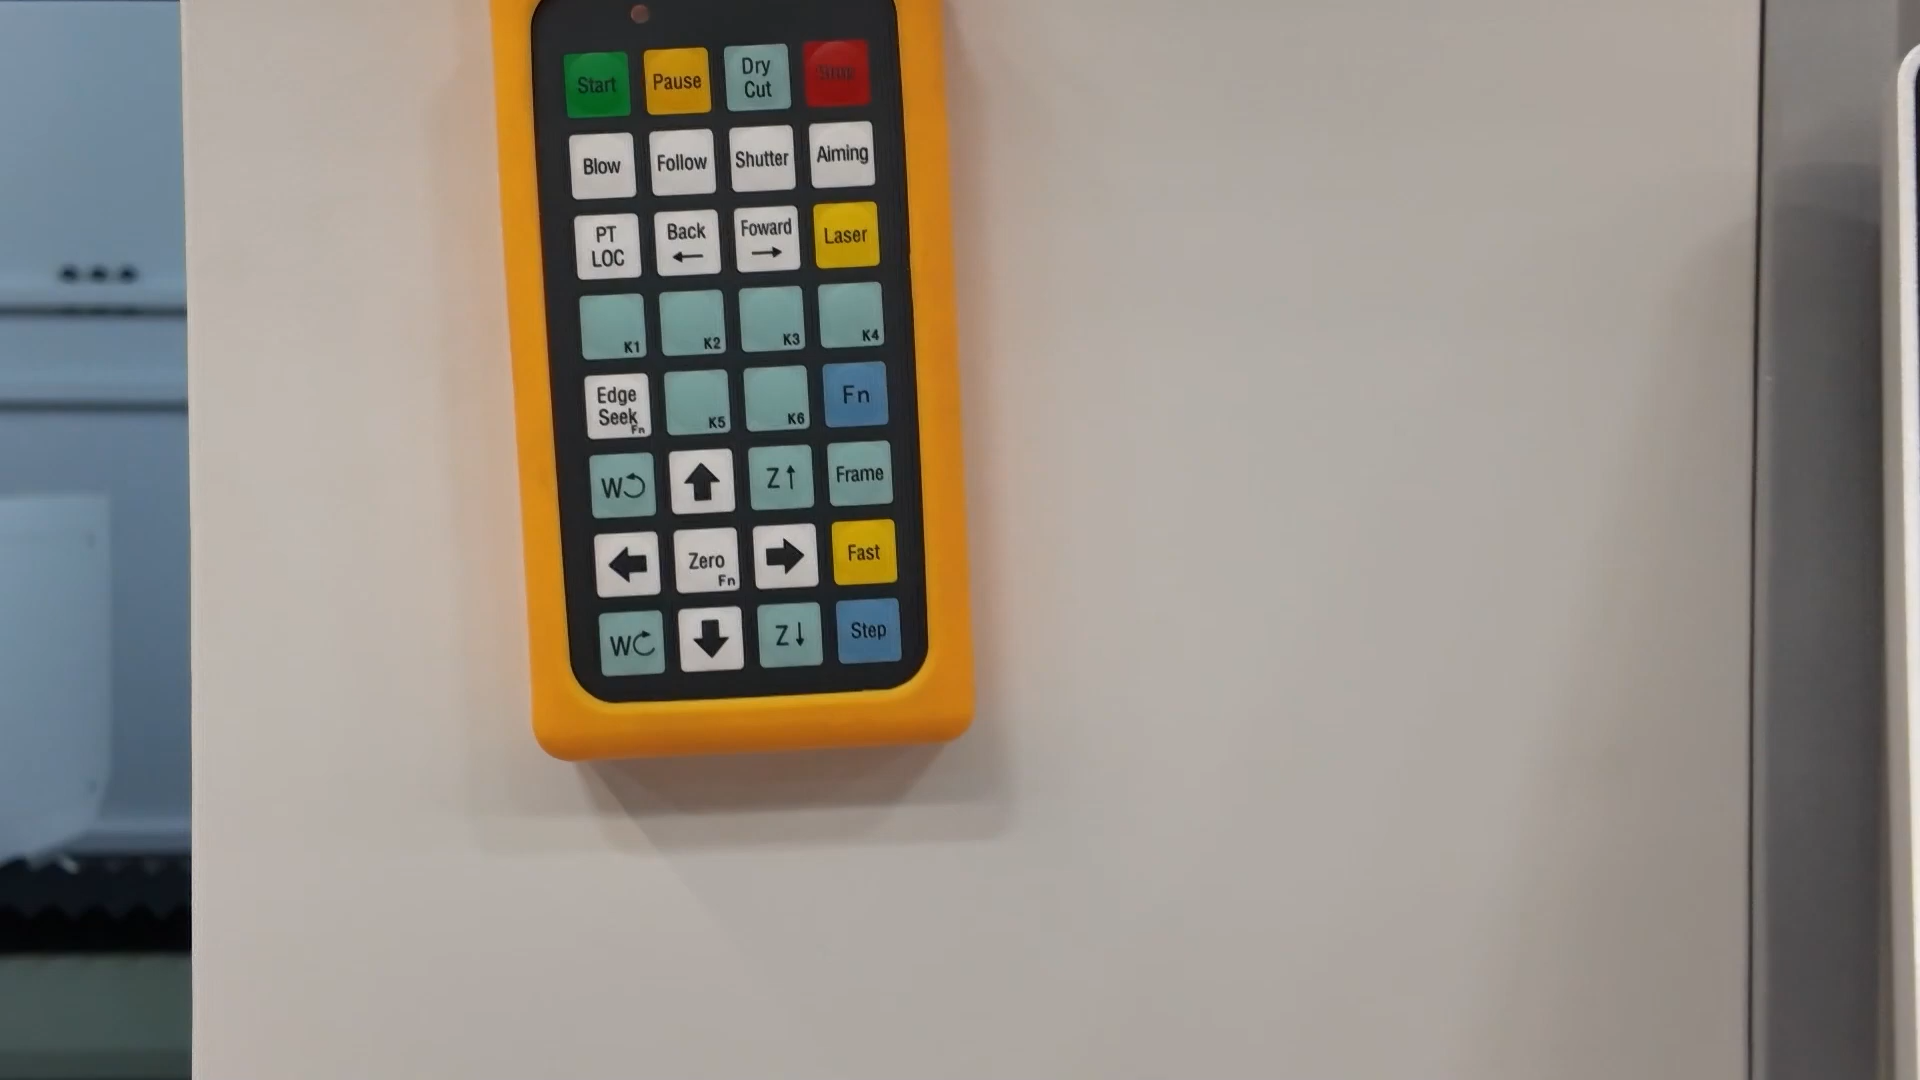 Start
Pause
Dry
Cut
Stop
Blow
Follow
Shutter
Aiming
PT
LOC
Back
←
Foward
→
Laser
K1
K2
K3
K4
Edge
Seek
Fn
K5
K6
Fn
W
Z↑
Frame
Zero
Fn
Fast
W
Z↓
Step